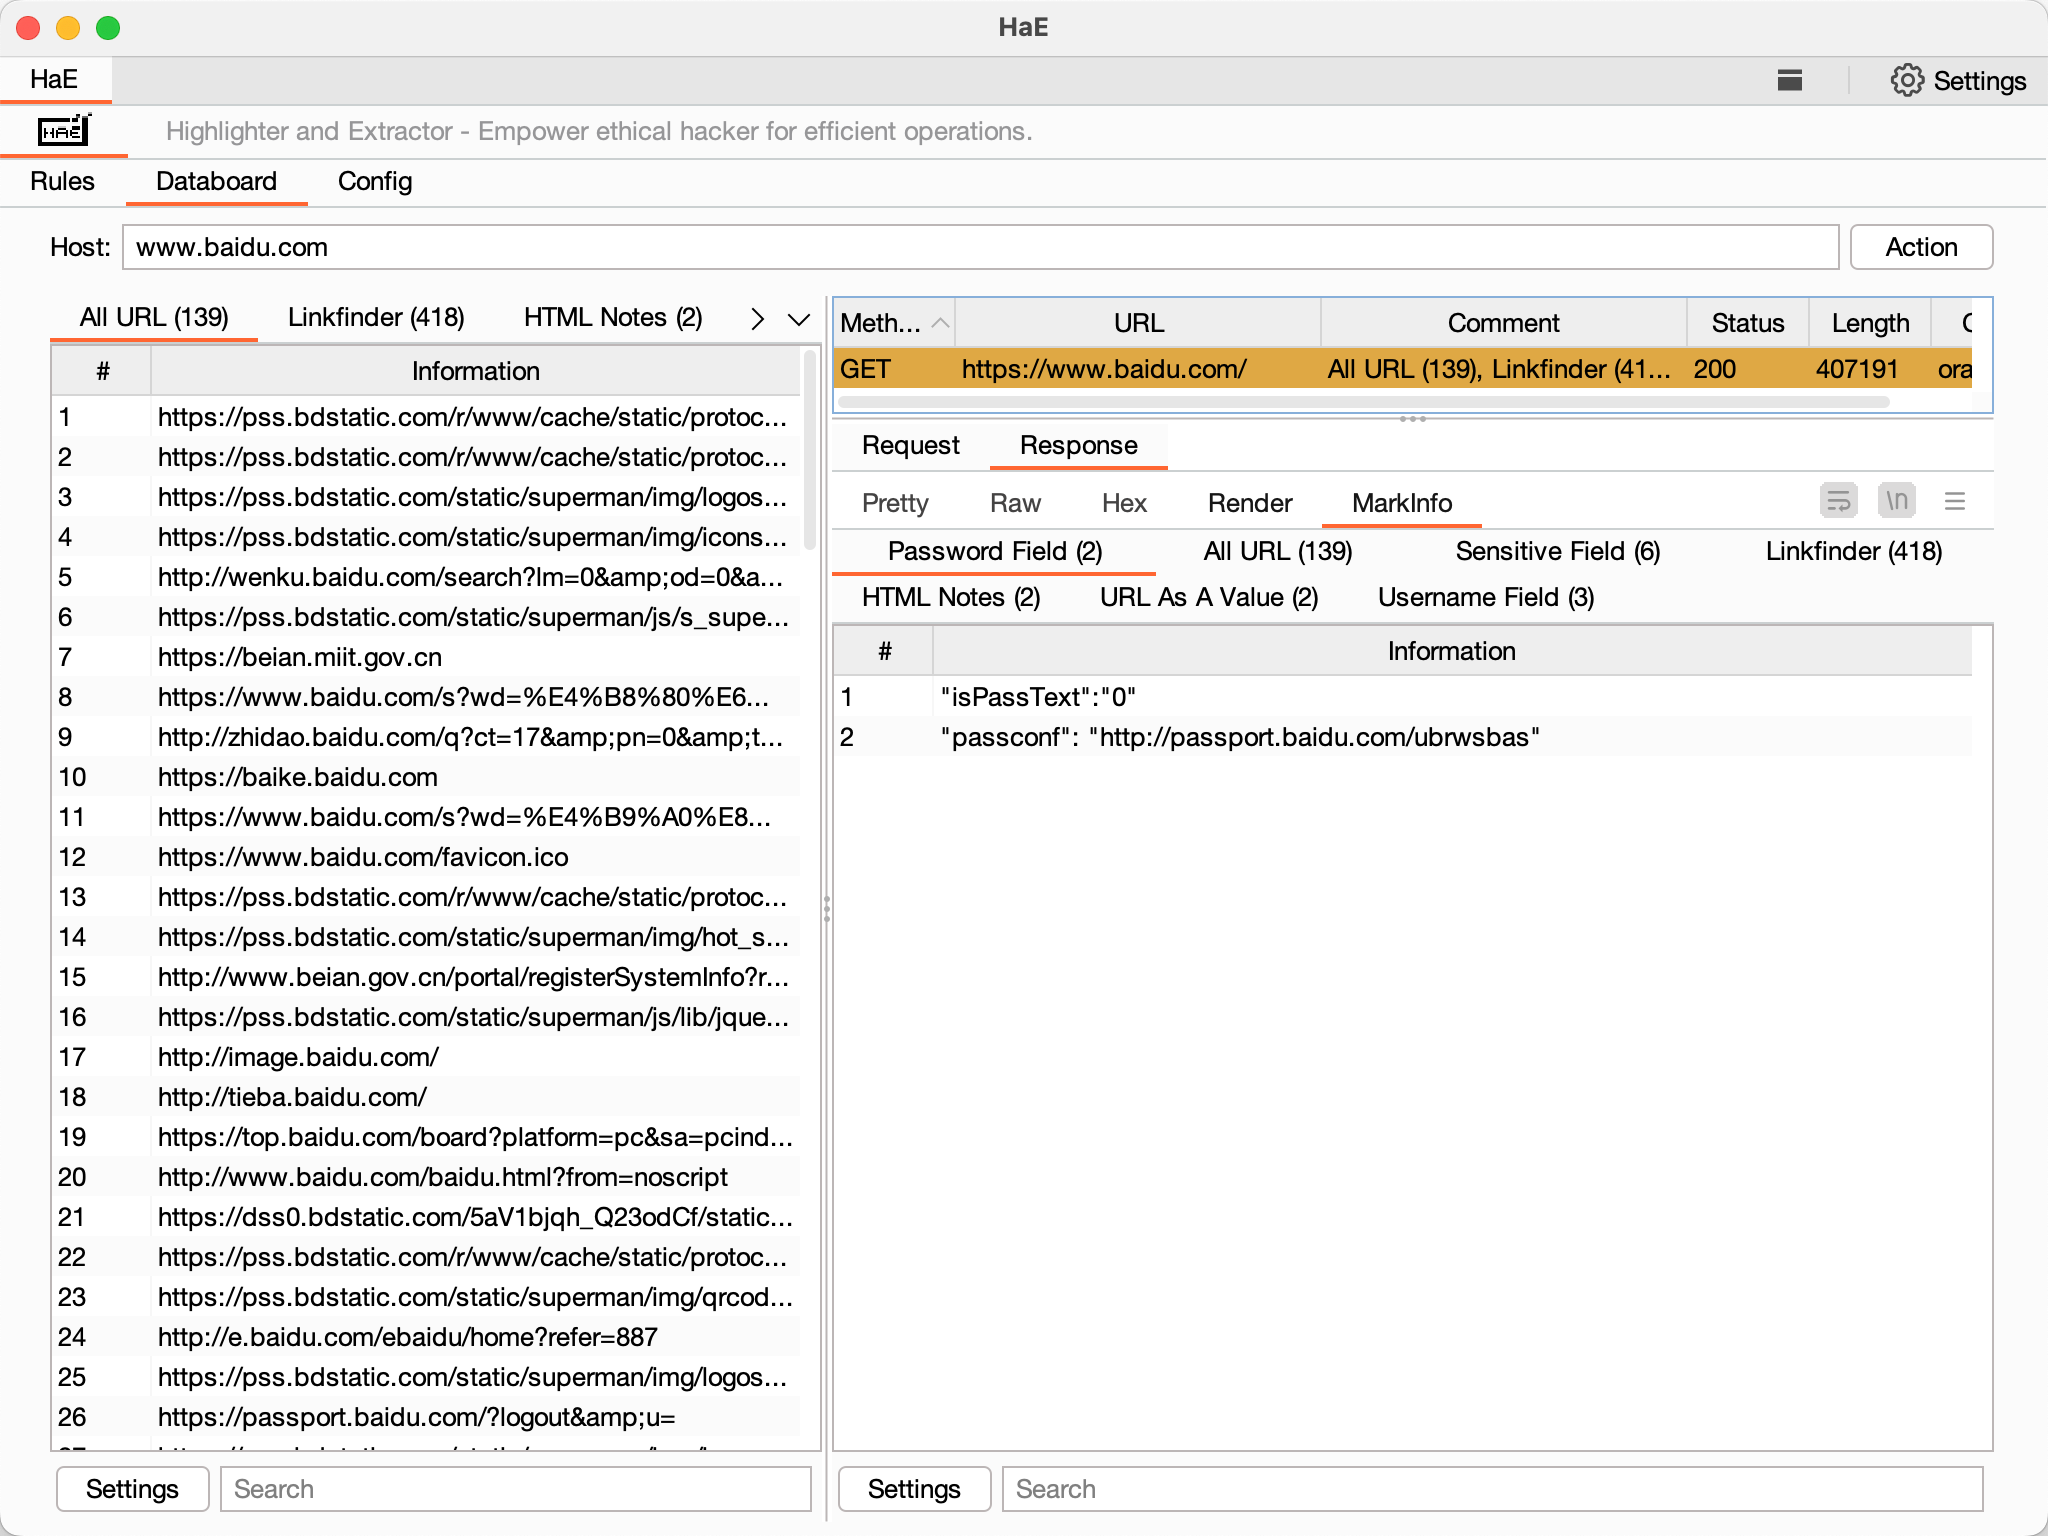 HaE
HaE
Settings
HAE
Highlighter and Extractor - Empower ethical hacker for efficient operations.
Rules Databoard Config
Host: www.baidu.com Action
All URL (139) Linkfinder (418) HTML Notes (2)
# Information
1 https://pss.bdstatic.com/r/www/cache/static/protoc...
2 https://pss.bdstatic.com/r/www/cache/static/protoc...
3 https://pss.bdstatic.com/static/superman/img/logos...
4 https://pss.bdstatic.com/static/superman/img/icons...
5 http://wenku.baidu.com/search?lm=0&amp;od=0&a...
6 https://pss.bdstatic.com/static/superman/js/s_supe...
7 https://beian.miit.gov.cn
8 https://www.baidu.com/s?wd=%E4%B8%80%E6...
9 http://zhidao.baidu.com/q?ct=17&amp;pn=0&amp;t...
10 https://baike.baidu.com
11 https://www.baidu.com/s?wd=%E4%B9%A0%E8...
12 https://www.baidu.com/favicon.ico
13 https://pss.bdstatic.com/r/www/cache/static/protoc...
14 https://pss.bdstatic.com/static/superman/img/hot_s...
15 http://www.beian.gov.cn/portal/registerSystemInfo?r...
16 https://pss.bdstatic.com/static/superman/js/lib/jque...
17 http://image.baidu.com/
18 http://tieba.baidu.com/
19 https://top.baidu.com/board?platform=pc&sa=pcind...
20 http://www.baidu.com/baidu.html?from=noscript
21 https://dss0.bdstatic.com/5aV1bjqh_Q23odCf/static...
22 https://pss.bdstatic.com/r/www/cache/static/protoc...
23 https://pss.bdstatic.com/static/superman/img/qrcod...
24 http://e.baidu.com/ebaidu/home?refer=887
25 https://pss.bdstatic.com/static/superman/img/logos...
26 https://passport.baidu.com/?logout&amp;u=
Settings Search
Meth... URL Comment Status Length
GET https://www.baidu.com/ All URL (139), Linkfinder (41... 200 407191 ora
Request Response
Pretty Raw Hex Render MarkInfo \n
Password Field (2) All URL (139) Sensitive Field (6) Linkfinder (418)
HTML Notes (2) URL As A Value (2) Username Field (3)
# Information
1 "isPassText":"0"
2 "passconf": "http://passport.baidu.com/ubrwsbas"
Settings Search